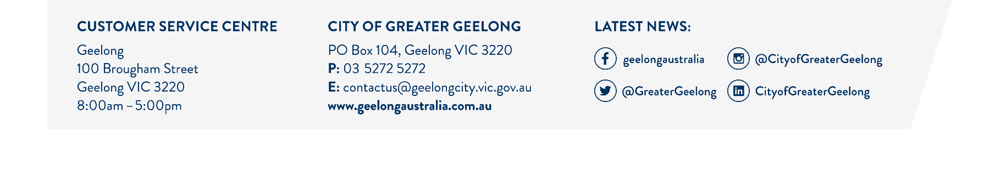 CUSTOMER SERVICE CENTRE
Geelong
100 Brougham Street
Geelong VIC 3220
8:00am – 5:00pm
CITY OF GREATER GEELONG
PO Box 104, Geelong VIC 3220
P: 03 5272 5272
E: contactus@geelongcity.vic.gov.au
www.geelongaustralia.com.au
LATEST NEWS:
geelongaustralia
@CityofGreaterGeelong
@GreaterGeelong
CityofGreaterGeelong